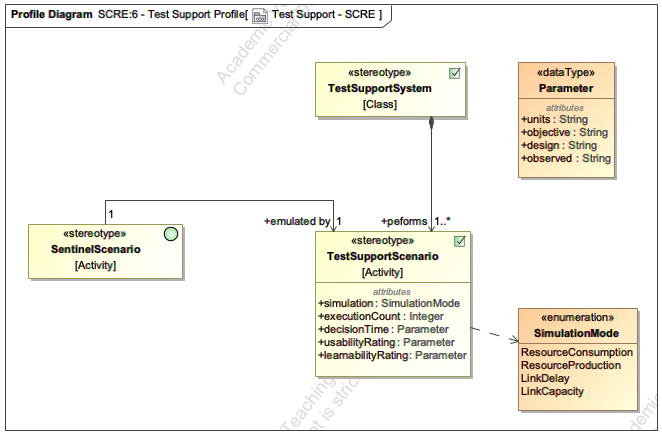 Profile Diagram SCRE:6 - Test Support Profile[ Test Support - SCRE ]
Academic
Commercial
«stereotype»
TestSupportSystem
[Class]
«dataType»
Parameter
attributes
+units : String
+objective : String
+design : String
+observed : String
1
+emulated by 1
+peforms 1..*
«stereotype»
SentinelScenario
[Activity]
«stereotype»
TestSupportScenario
[Activity]
attributes
+simulation : SimulationMode
+executionCount : Integer
+decisionTime : Parameter
+usabilityRating : Parameter
+learnabilityRating: Parameter
«enumeration»
SimulationMode
ResourceConsumption
ResourceProduction
LinkDelay
LinkCapacity
Teaching
is stric